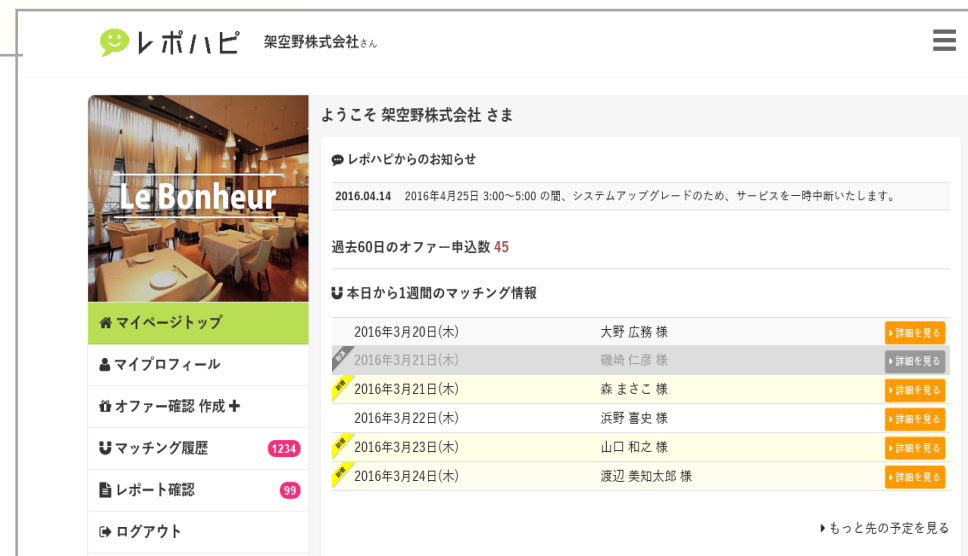 レポハピ 架空野株式会社さん
Le Bonheur
マイページトップ
マイプロフィール
オファー確認 作成
マッチング履歴 1234
レポート確認 99
ログアウト
ようこそ 架空野株式会社 さま
レポハピからのお知らせ
2016.04.14 2016年4月25日 3:00〜5:00 の間、システムアップグレードのため、サービスを一時中断いたします。
過去60日のオファー申込数 45
本日から1週間のマッチング情報
2016年3月20日(木) 大野 広務 様 詳細を見る
2016年3月21日(木) 磯崎 仁彦 様 詳細を見る
新着 2016年3月21日(木) 森 まさこ 様 詳細を見る
2016年3月22日(木) 浜野 喜史 様 詳細を見る
新着 2016年3月23日(木) 山口 和之 様 詳細を見る
新着 2016年3月24日(木) 渡辺 美知太郎 様 詳細を見る
もっと先の予定を見る